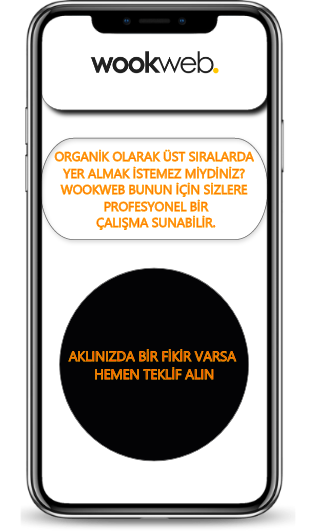 wookweb.
ORGANİK OLARAK ÜST SIRALARDA
YER ALMAK İSTEMEZ MİYDİNİZ?
WOOKWEB BUNUN İÇİN SİZLERE
PROFESYONEL BİR
ÇALIŞMA SUNABİLİR.
AKLINIZDA BİR FİKİR VARSA
HEMEN TEKLİF ALIN